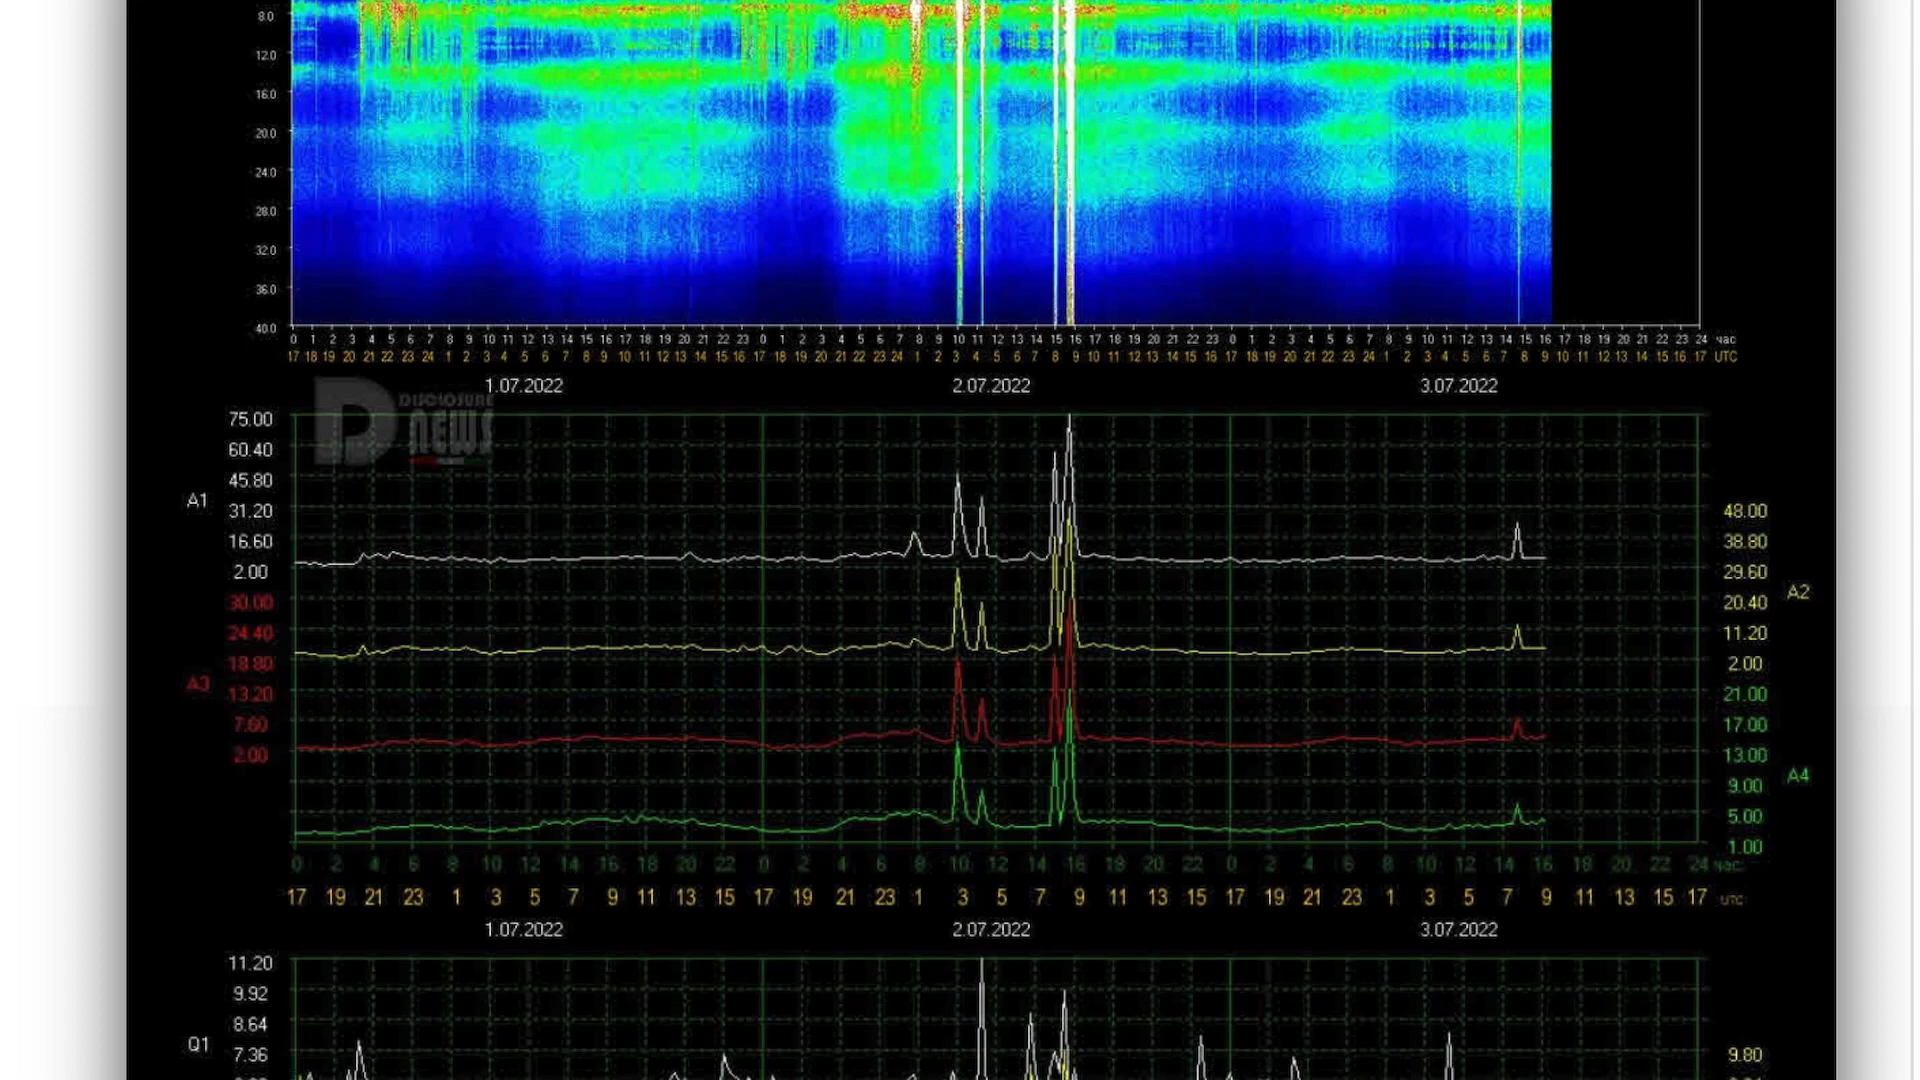 8.0
12.0
16.0
20.0
24.0
28.0
32.0
36.0
40.0
0 1 2 3 4 5 6 7 8 9 10 11 12 13 14 15 16 17 18 19 20 21 22 23 0 1 2 3 4 5 6 7 8 9 10 11 12 13 14 15 16 17 18 19 20 21 22 23 0 1 2 3 4 5 6 7 8 9 10 11 12 13 14 15 16 17 18 19 20 21 22 23 24 час
17 18 19 20 21 22 23 24 1 2 3 4 5 6 7 8 9 10 11 12 13 14 15 16 17 18 19 20 21 22 23 24 1 2 3 4 5 6 7 8 9 10 11 12 13 14 15 16 17 18 19 20 21 22 23 24 1 2 3 4 5 6 7 8 9 10 11 12 13 14 15 16 17 UTC
1.07.2022 2.07.2022 3.07.2022
DISCLOSURE
NEWS
75.00
60.40
45.80
A1
31.20 48.00
16.60 38.80
2.00 29.60
A2
30.00 20.40
24.40 11.20
18.80 2.00
A3
13.20 21.00
7.60 17.00
2.00 13.00
A4
9.00
5.00
1.00
0 2 4 6 8 10 12 14 16 18 20 22 0 2 4 6 8 10 12 14 16 18 20 22 0 2 4 6 8 10 12 14 16 18 20 22 24 час
17 19 21 23 1 3 5 7 9 11 13 15 17 19 21 23 1 3 5 7 9 11 13 15 17 19 21 23 1 3 5 7 9 11 13 15 17 UTC
1.07.2022 2.07.2022 3.07.2022
11.20
9.92
8.64
Q1
7.36 9.80